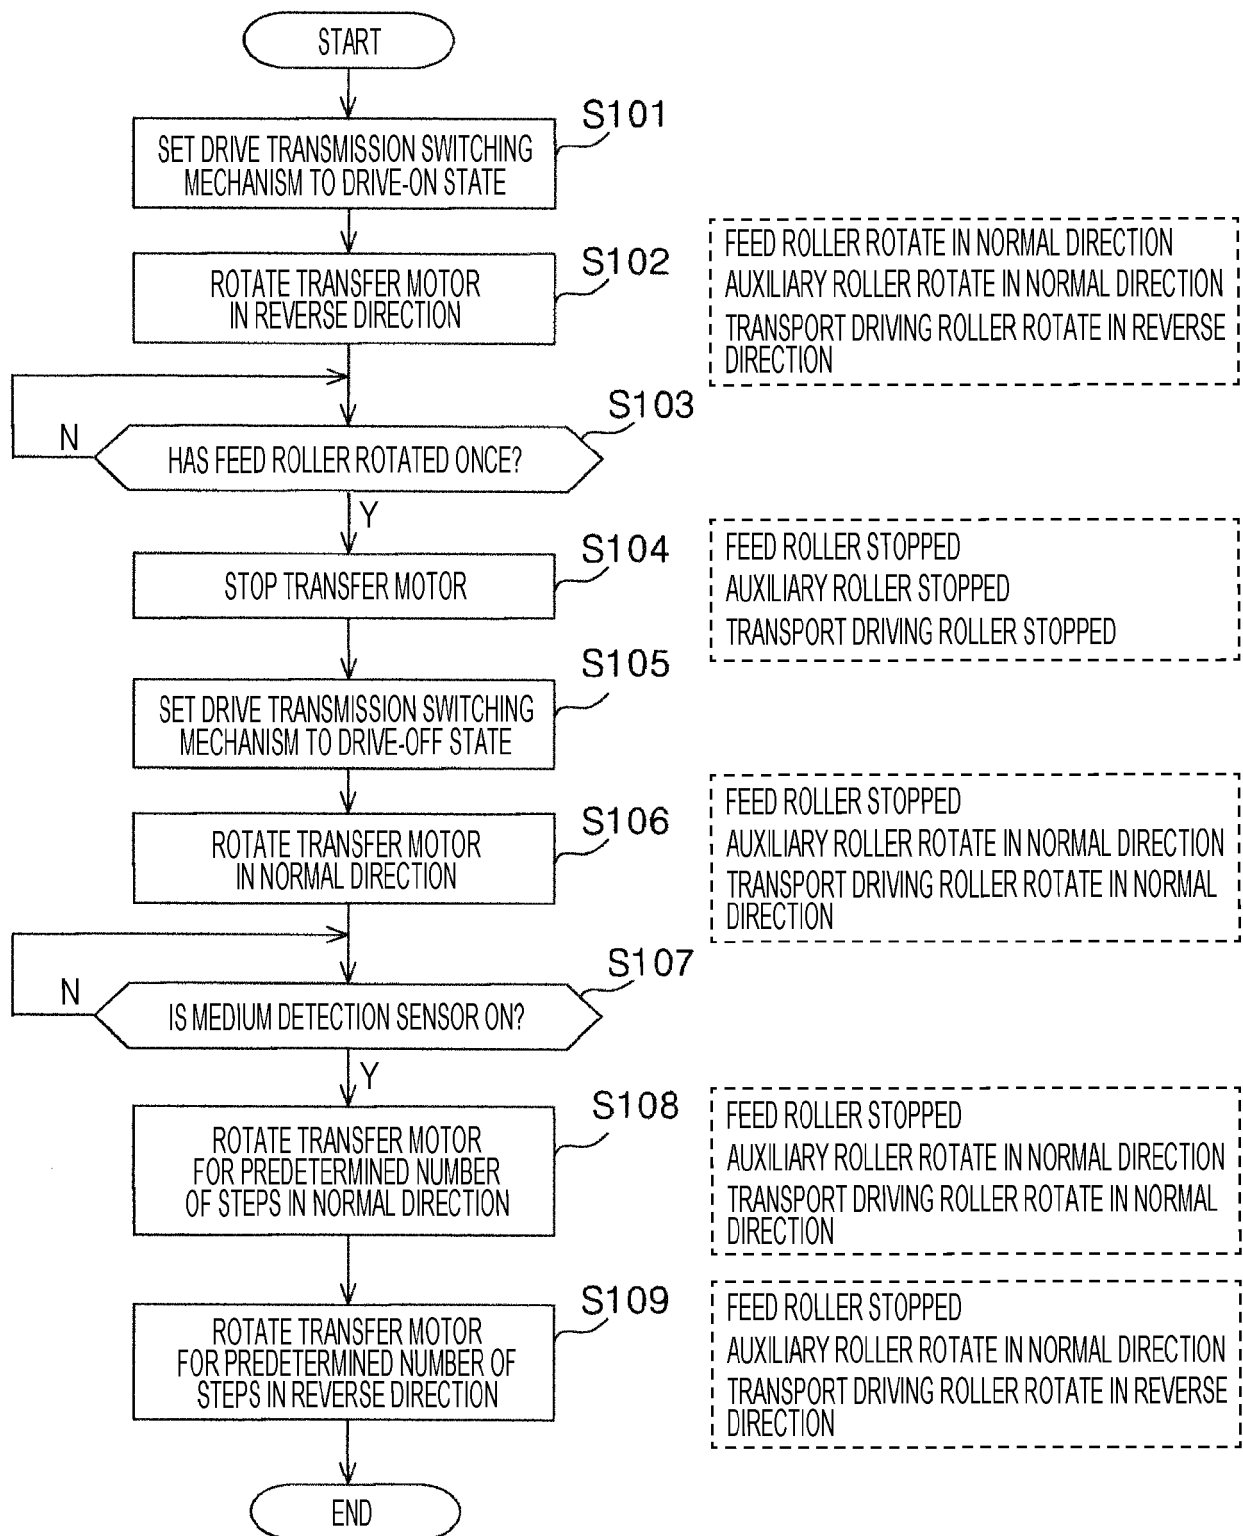 START
S101
SET DRIVE TRANSMISSION SWITCHING
MECHANISM TO DRIVE-ON STATE
S102
ROTATE TRANSFER MOTOR
IN REVERSE DIRECTION
FEED ROLLER ROTATE IN NORMAL DIRECTION
AUXILIARY ROLLER ROTATE IN NORMAL DIRECTION
TRANSPORT DRIVING ROLLER ROTATE IN REVERSE
DIRECTION
S103
N
HAS FEED ROLLER ROTATED ONCE?
Y
S104
STOP TRANSFER MOTOR
FEED ROLLER STOPPED
AUXILIARY ROLLER STOPPED
TRANSPORT DRIVING ROLLER STOPPED
S105
SET DRIVE TRANSMISSION SWITCHING
MECHANISM TO DRIVE-OFF STATE
S106
ROTATE TRANSFER MOTOR
IN NORMAL DIRECTION
FEED ROLLER STOPPED
AUXILIARY ROLLER ROTATE IN NORMAL DIRECTION
TRANSPORT DRIVING ROLLER ROTATE IN NORMAL
DIRECTION
S107
N
IS MEDIUM DETECTION SENSOR ON?
Y
S108
ROTATE TRANSFER MOTOR
FOR PREDETERMINED NUMBER
OF STEPS IN NORMAL DIRECTION
FEED ROLLER STOPPED
AUXILIARY ROLLER ROTATE IN NORMAL DIRECTION
TRANSPORT DRIVING ROLLER ROTATE IN NORMAL
DIRECTION
S109
ROTATE TRANSFER MOTOR
FOR PREDETERMINED NUMBER OF
STEPS IN REVERSE DIRECTION
FEED ROLLER STOPPED
AUXILIARY ROLLER ROTATE IN NORMAL DIRECTION
TRANSPORT DRIVING ROLLER ROTATE IN REVERSE
DIRECTION
END